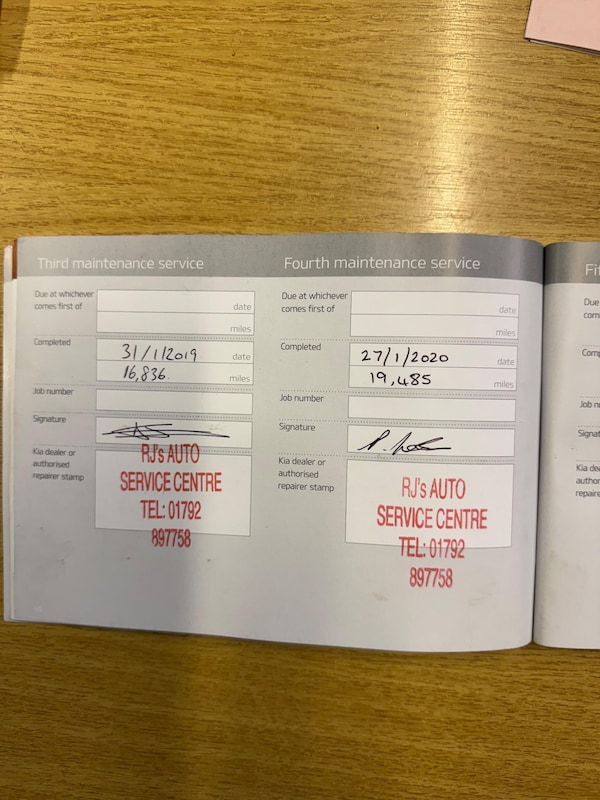 Third maintenance service
Due at whichever
comes first of
date
miles
Completed
31/1/2019 date
16,836. miles
Job number
Signature
Kia dealer or
authorised
repairer stamp
RJ's AUTO
SERVICE CENTRE
TEL: 01792
897758
Fourth maintenance service
Due at whichever
comes first of
date
miles
Completed
27/1/2020 date
19,485 miles
Job number
Signature
Kia dealer or
authorised
repairer stamp
RJ's AUTO
SERVICE CENTRE
TEL: 01792
897758
Due